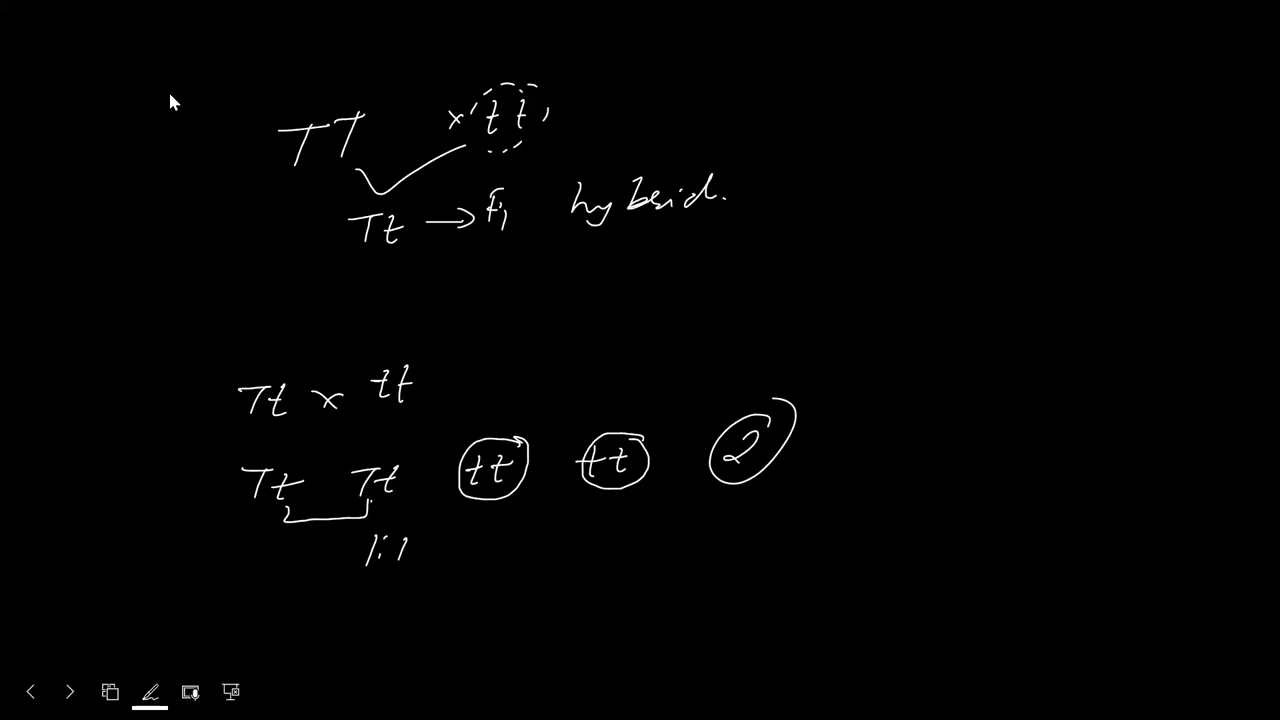 TT × tt
Tt → F1 hybrid.
Tt × tt
Tt Tt tt tt 2
1:1